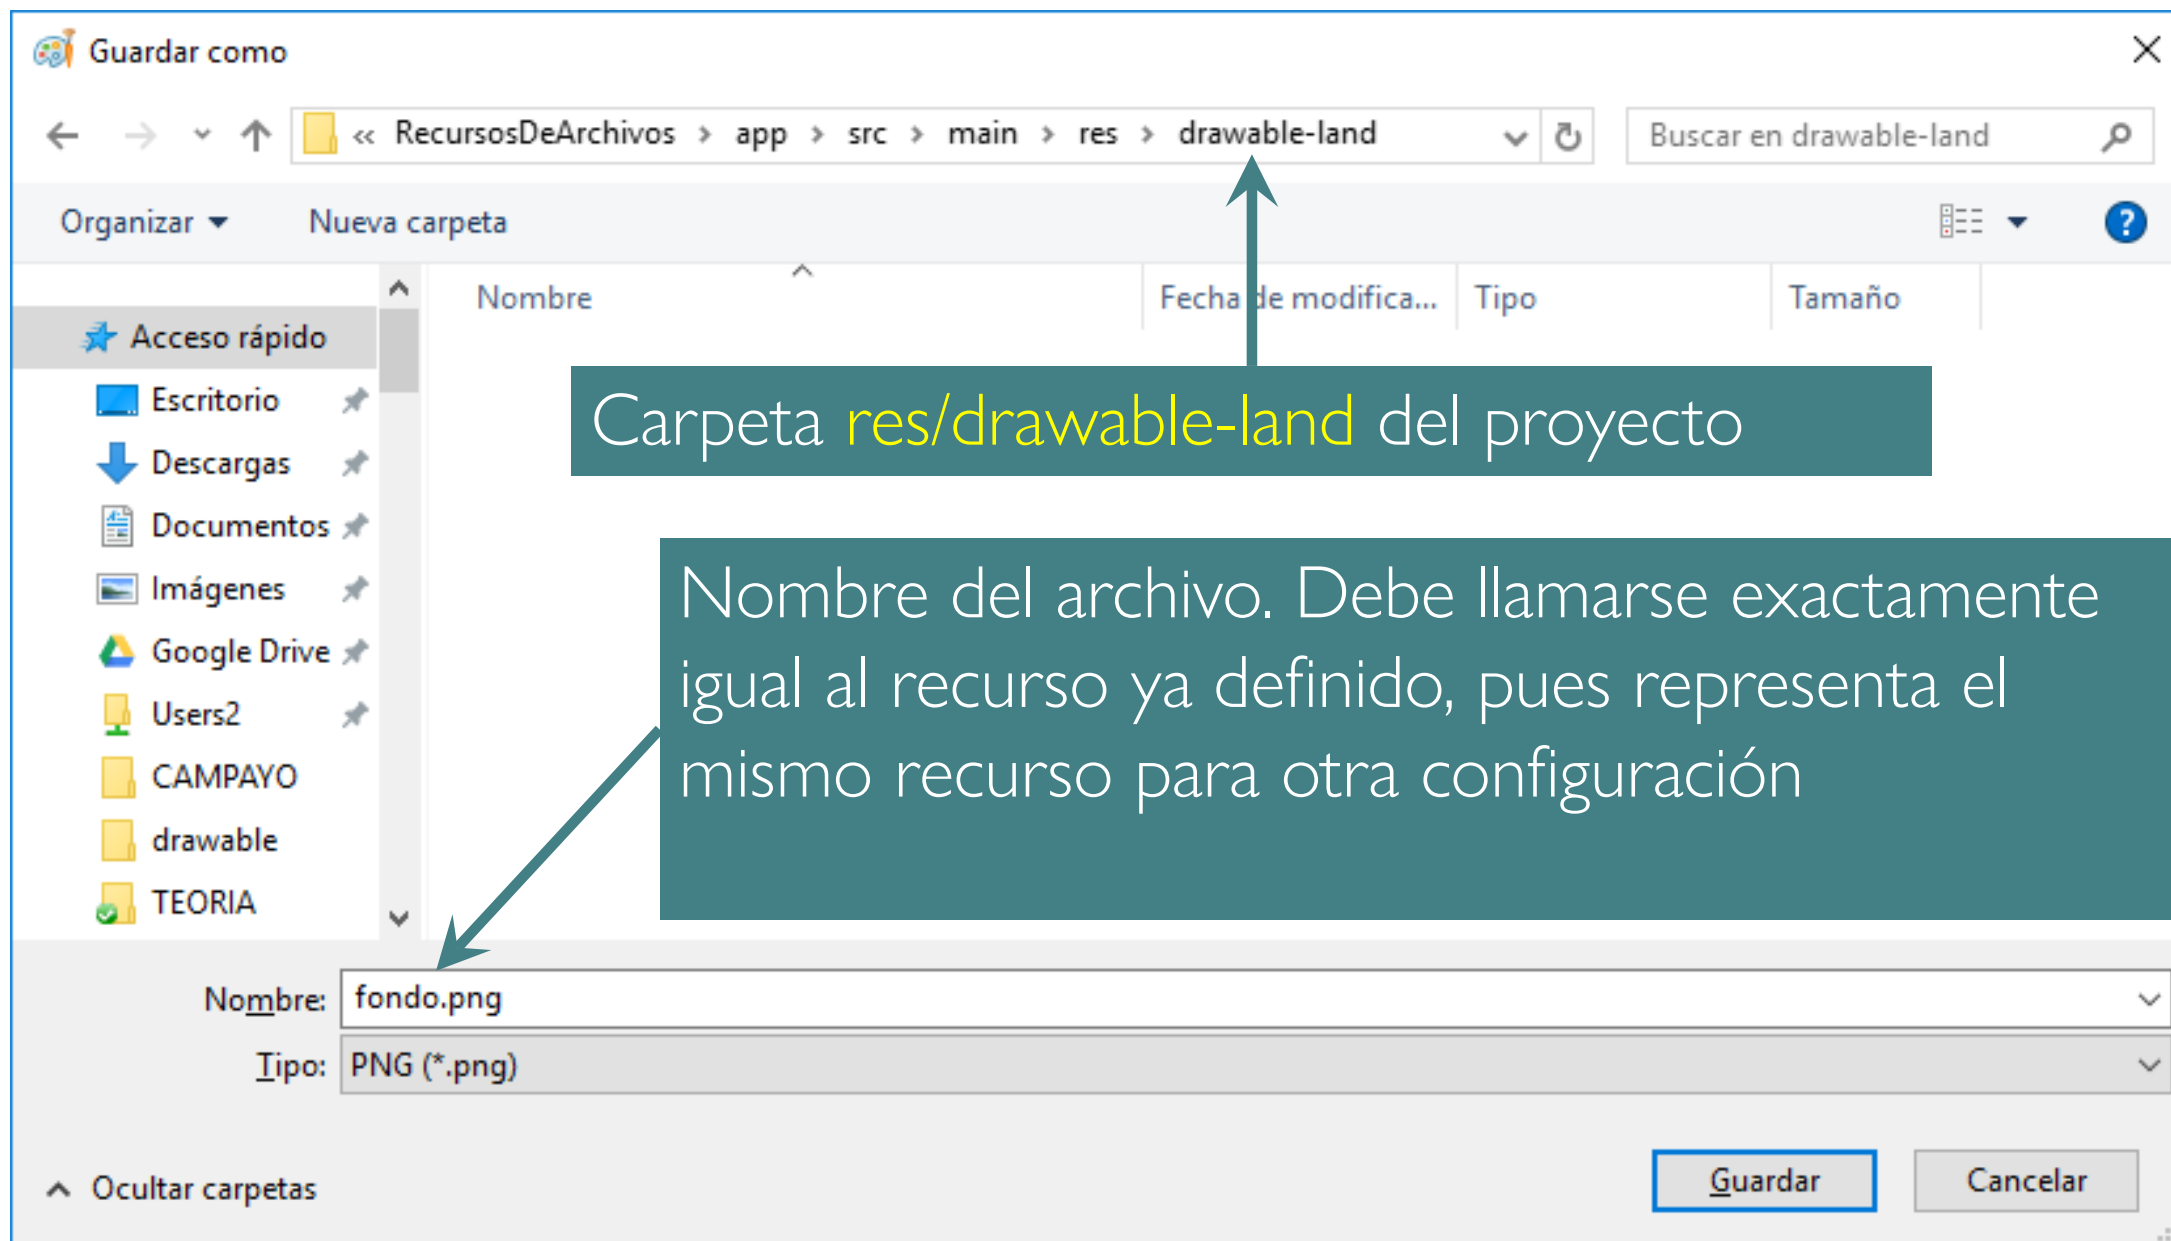 Guardar como
« RecursosDeArchivos > app > src > main > res > drawable-land
Buscar en drawable-land
Organizar
Nueva carpeta
Nombre
Fecha de modifica...
Tipo
Tamaño
Acceso rápido
Escritorio
Descargas
Documentos
Imágenes
Google Drive
Users2
CAMPAYO
drawable
TEORIA
Carpeta res/drawable-land del proyecto
Nombre del archivo. Debe llamarse exactamente
igual al recurso ya definido, pues representa el
mismo recurso para otra configuración
Nombre: fondo.png
Tipo: PNG (*.png)
Ocultar carpetas
Guardar
Cancelar